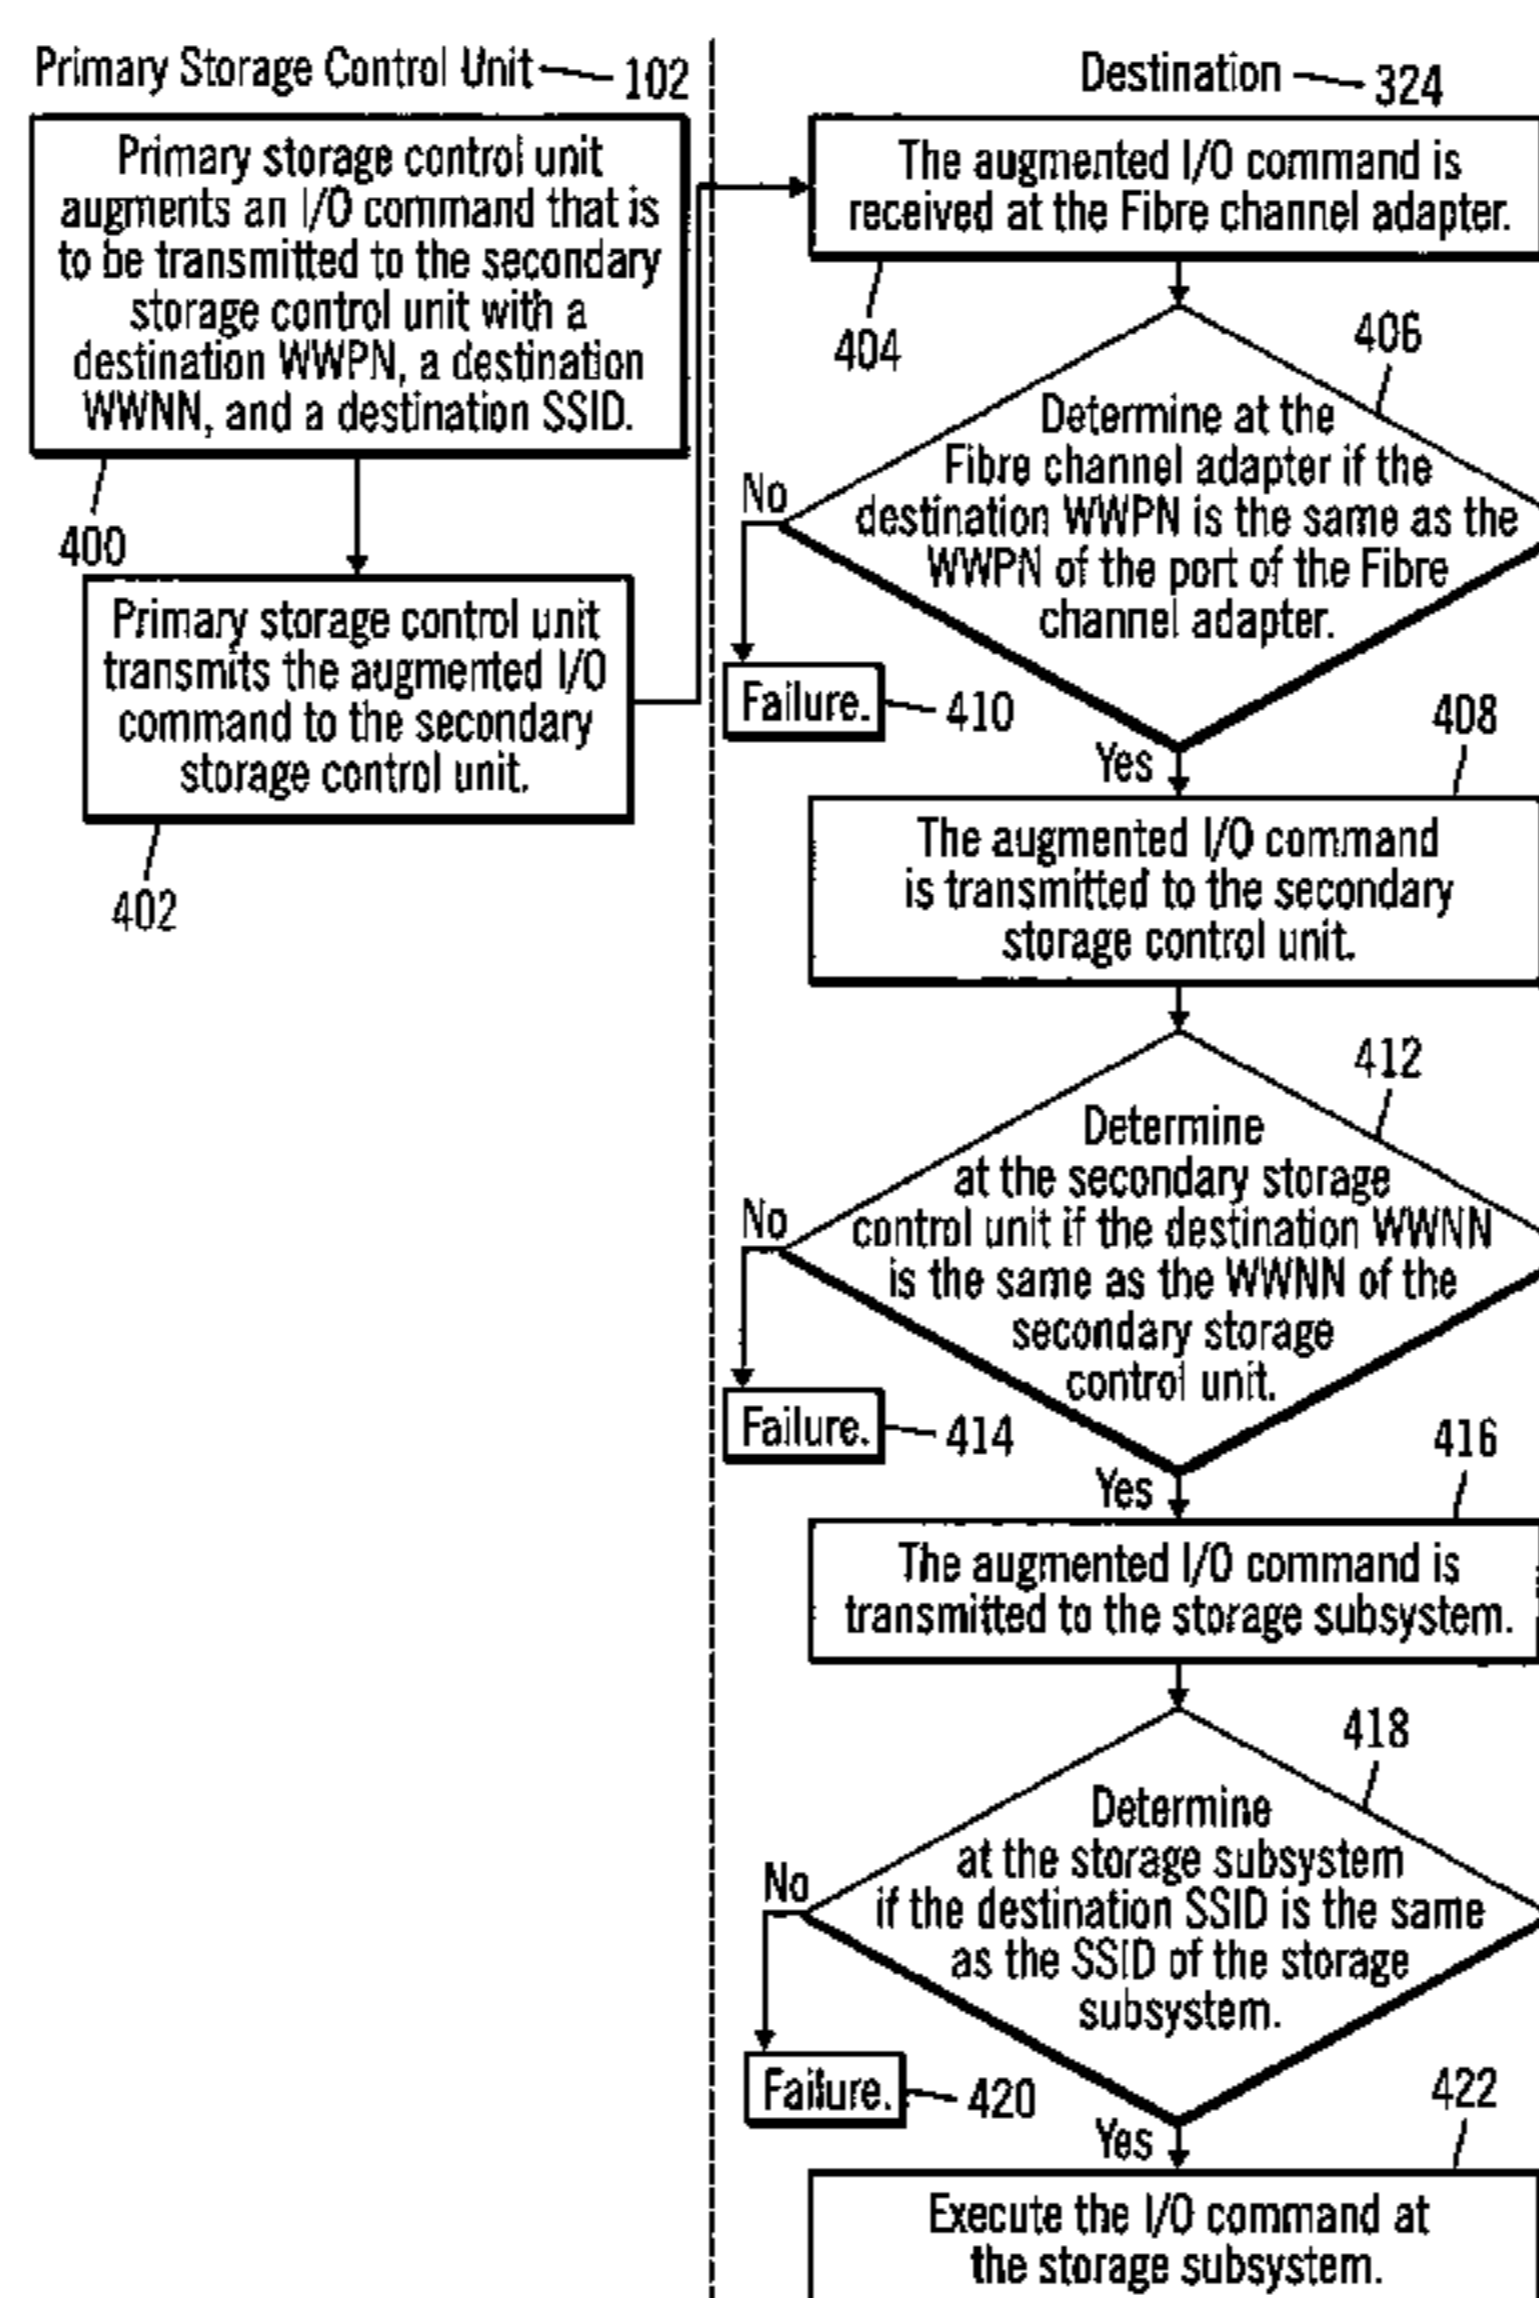 Primary Storage Control Unit 102
Primary storage control unit
augments an I/O command that is
to be transmitted to the secondary
storage control unit with a
destination WWPN, a destination
WWNN, and a destination SSID.
400
Primary storage control unit
transmits the augmented I/O
command to the secondary
storage control unit.
402
Destination 324
The augmented I/O command is
received at the Fibre channel adapter.
404
406
Determine at the
Fibre channel adapter if the
destination WWPN is the same as the
WWPN of the port of the Fibre
channel adapter.
No
Failure. 410
Yes
408
The augmented I/O command
is transmitted to the secondary
storage control unit.
412
Determine
at the secondary storage
control unit if the destination WWNN
is the same as the WWNN of the
secondary storage
control unit.
No
Failure. 414
Yes
416
The augmented I/O command is
transmitted to the storage subsystem.
418
Determine
at the storage subsystem
if the destination SSID is the same
as the SSID of the storage
subsystem.
No
Failure. 420
Yes
422
Execute the I/O command at
the storage subsystem.